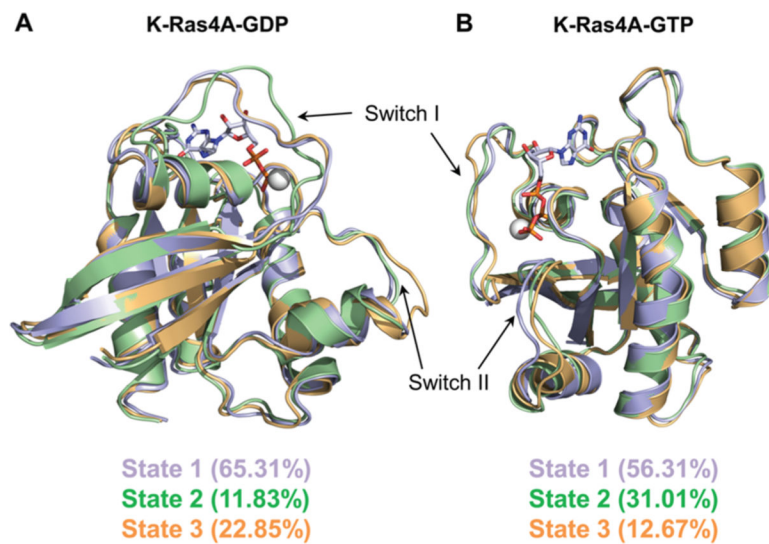 A
K-Ras4A-GDP
B
K-Ras4A-GTP
Switch I
Switch II
State 1 (65.31%)
State 2 (11.83%)
State 3 (22.85%)
State 1 (56.31%)
State 2 (31.01%)
State 3 (12.67%)